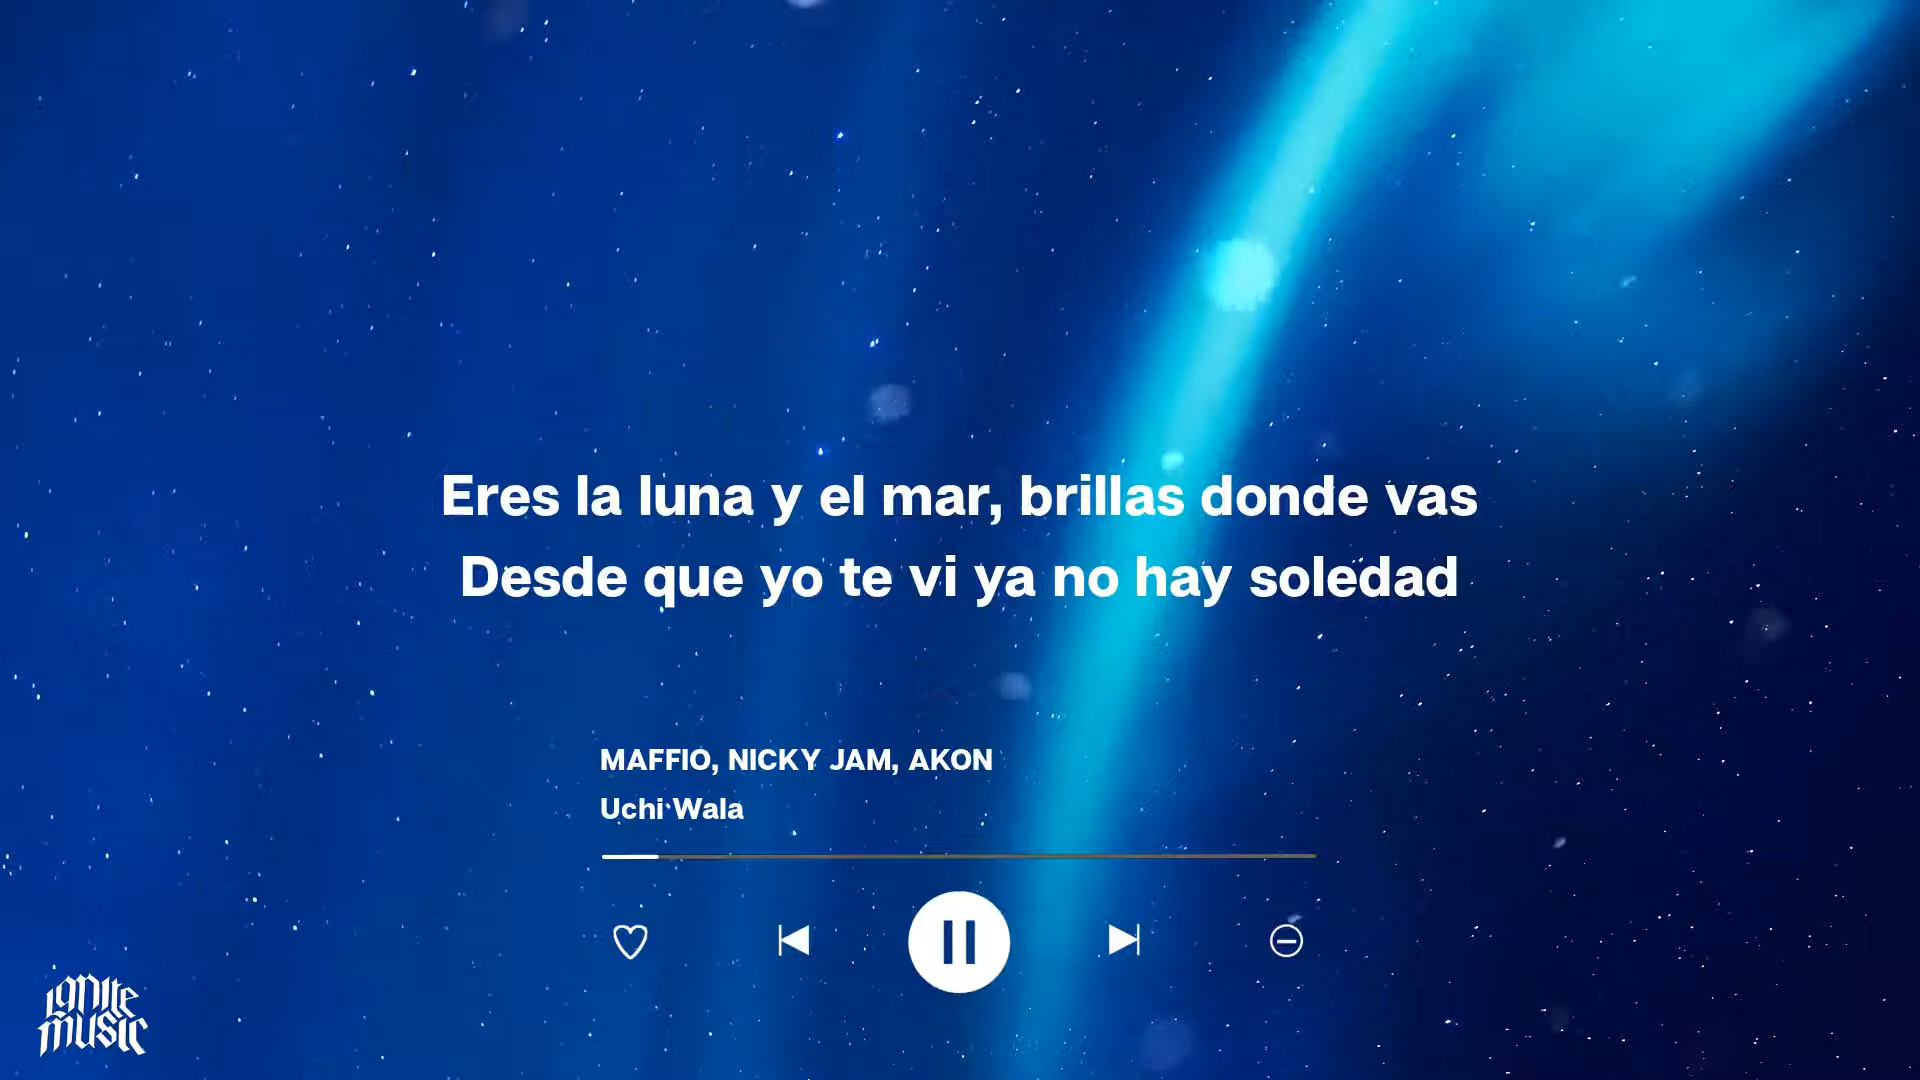 Eres la luna y el mar, brillas donde vas
Desde que yo te vi ya no hay soledad
MAFFIO, NICKY JAM, AKON
Uchi Wala
ignite
music